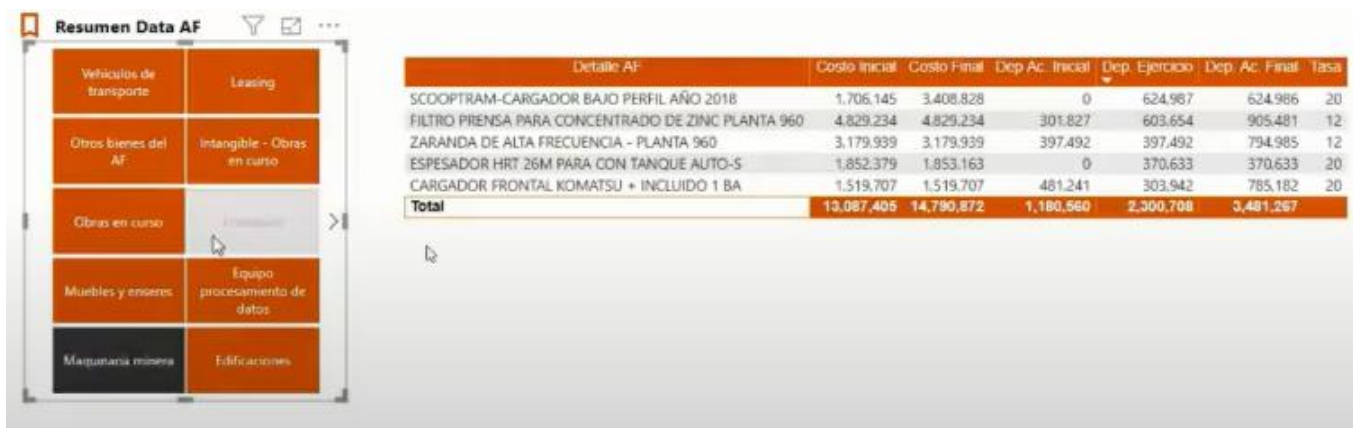 Resumen Data AF
Vehículos de
transporte
Leasing
Otros bienes del
AF
Intangible - Obras
en curso
Obras en curso
Muebles y enseres
Equipo
procesamiento de
datos
Maquinaria minera
Edificaciones
Detalle AF Costo Inicial Costo Final Dep Ac. Inicial Dep. Ejercicio Dep. Ac. Final Tasa
SCOOPTRAM-CARGADOR BAJO PERFIL AÑO 2018 1.706.145 3.408.828 0 624.987 624.986 20
FILTRO PRENSA PARA CONCENTRADO DE ZINC PLANTA 960 4.829.234 4.829.234 301.827 603.654 905.481 12
ZARANDA DE ALTA FRECUENCIA - PLANTA 960 3.179.939 3.179.939 397.492 397.492 794.985 12
ESPESADOR HRT 26M PARA CON TANQUE AUTO-S 1.852.379 1.853.163 0 370.633 370.633 20
CARGADOR FRONTAL KOMATSU + INCLUIDO 1 BA 1.519.707 1.519.707 481.241 303.942 785.182 20
Total 13,087,405 14,790,872 1,180,560 2,300,708 3,481,267